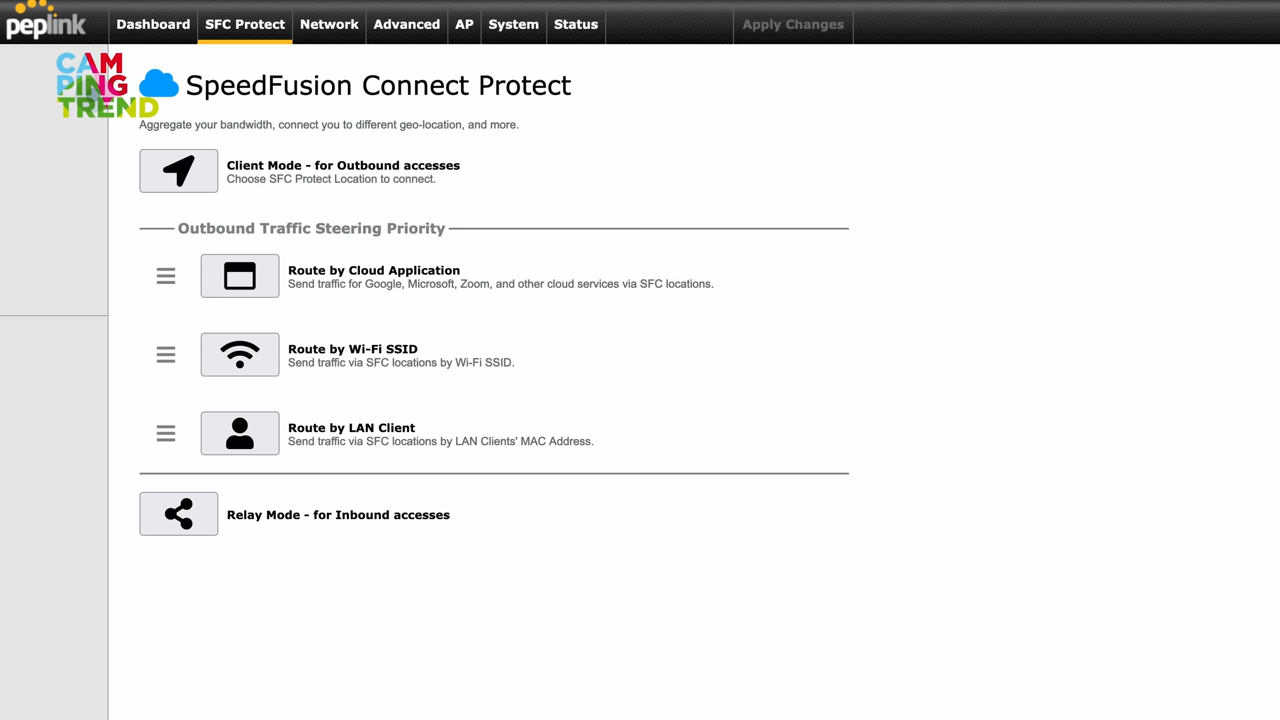 peplink
Dashboard
SFC Protect
Network
Advanced
AP
System
Status
Apply Changes
CAM
PING
TREND
SpeedFusion Connect Protect
Aggregate your bandwidth, connect you to different geo-location, and more.
Client Mode - for Outbound accesses
Choose SFC Protect Location to connect.
Outbound Traffic Steering Priority
Route by Cloud Application
Send traffic for Google, Microsoft, Zoom, and other cloud services via SFC locations.
Route by Wi-Fi SSID
Send traffic via SFC locations by Wi-Fi SSID.
Route by LAN Client
Send traffic via SFC locations by LAN Clients' MAC Address.
Relay Mode - for Inbound accesses